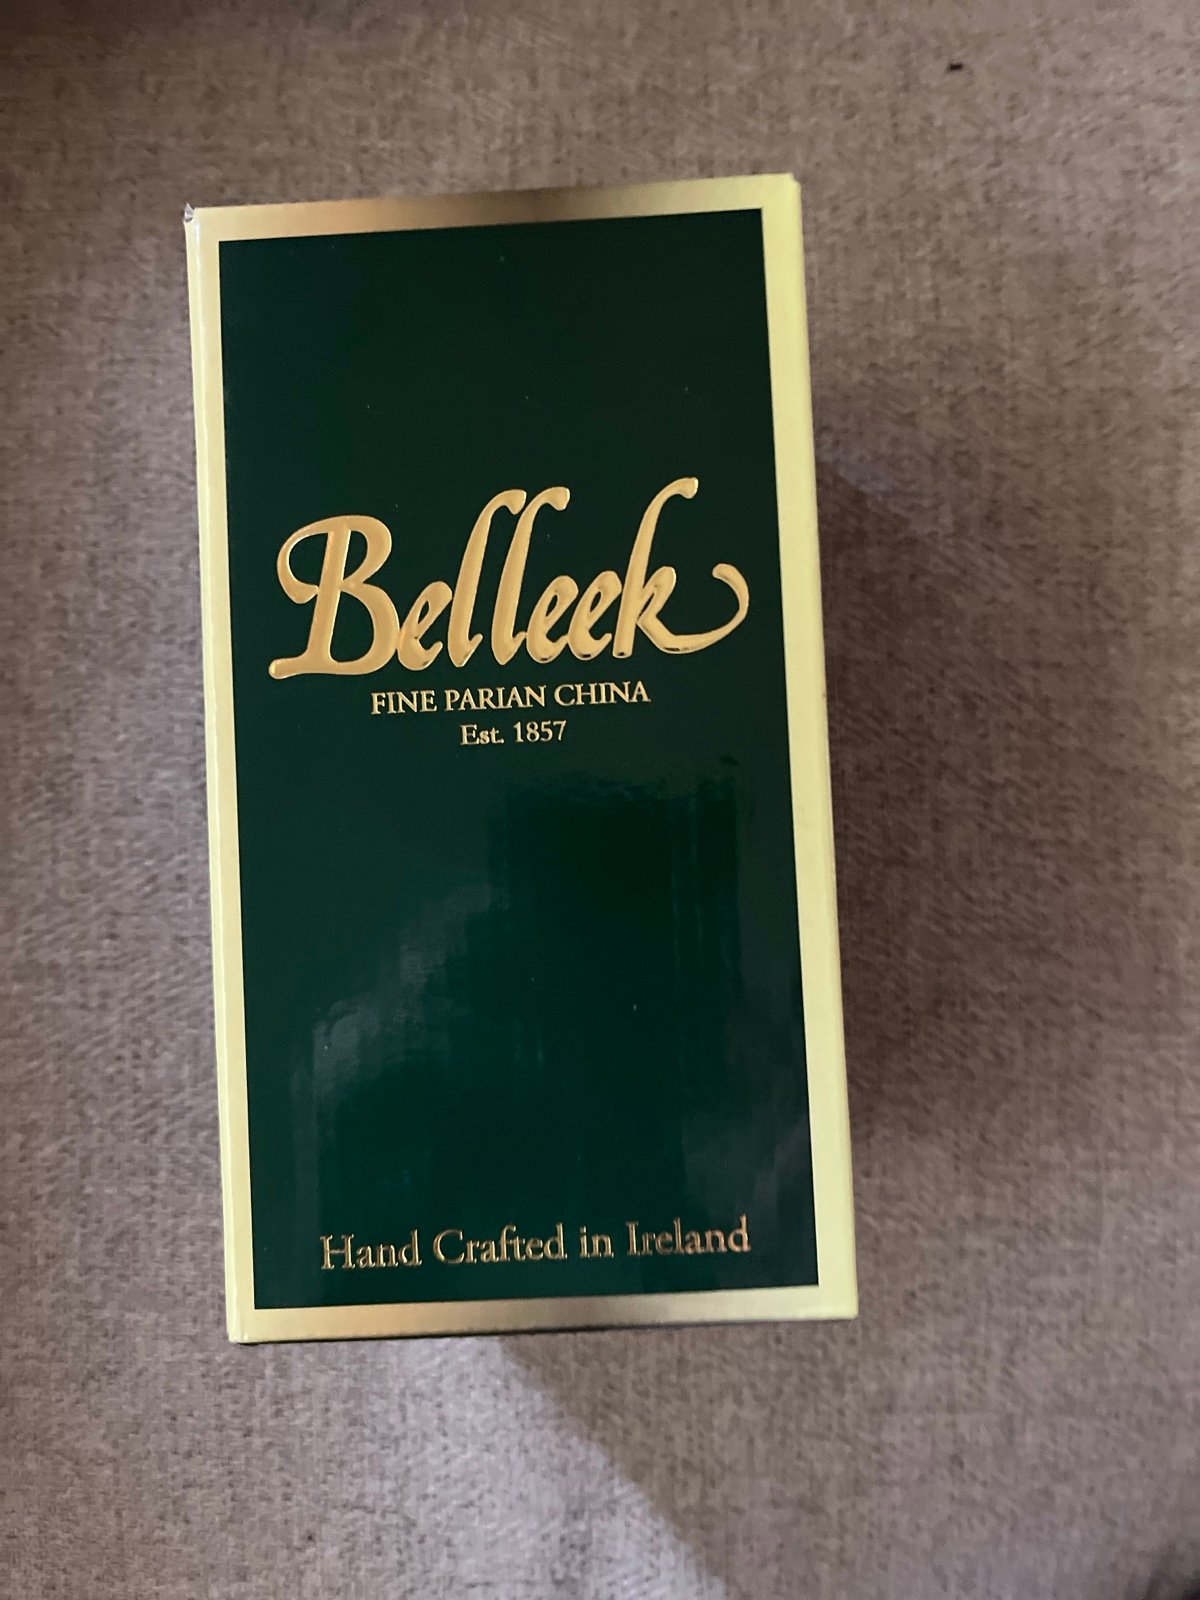 Belleek
FINE PARIAN CHINA
Est. 1857
Hand Crafted in Ireland